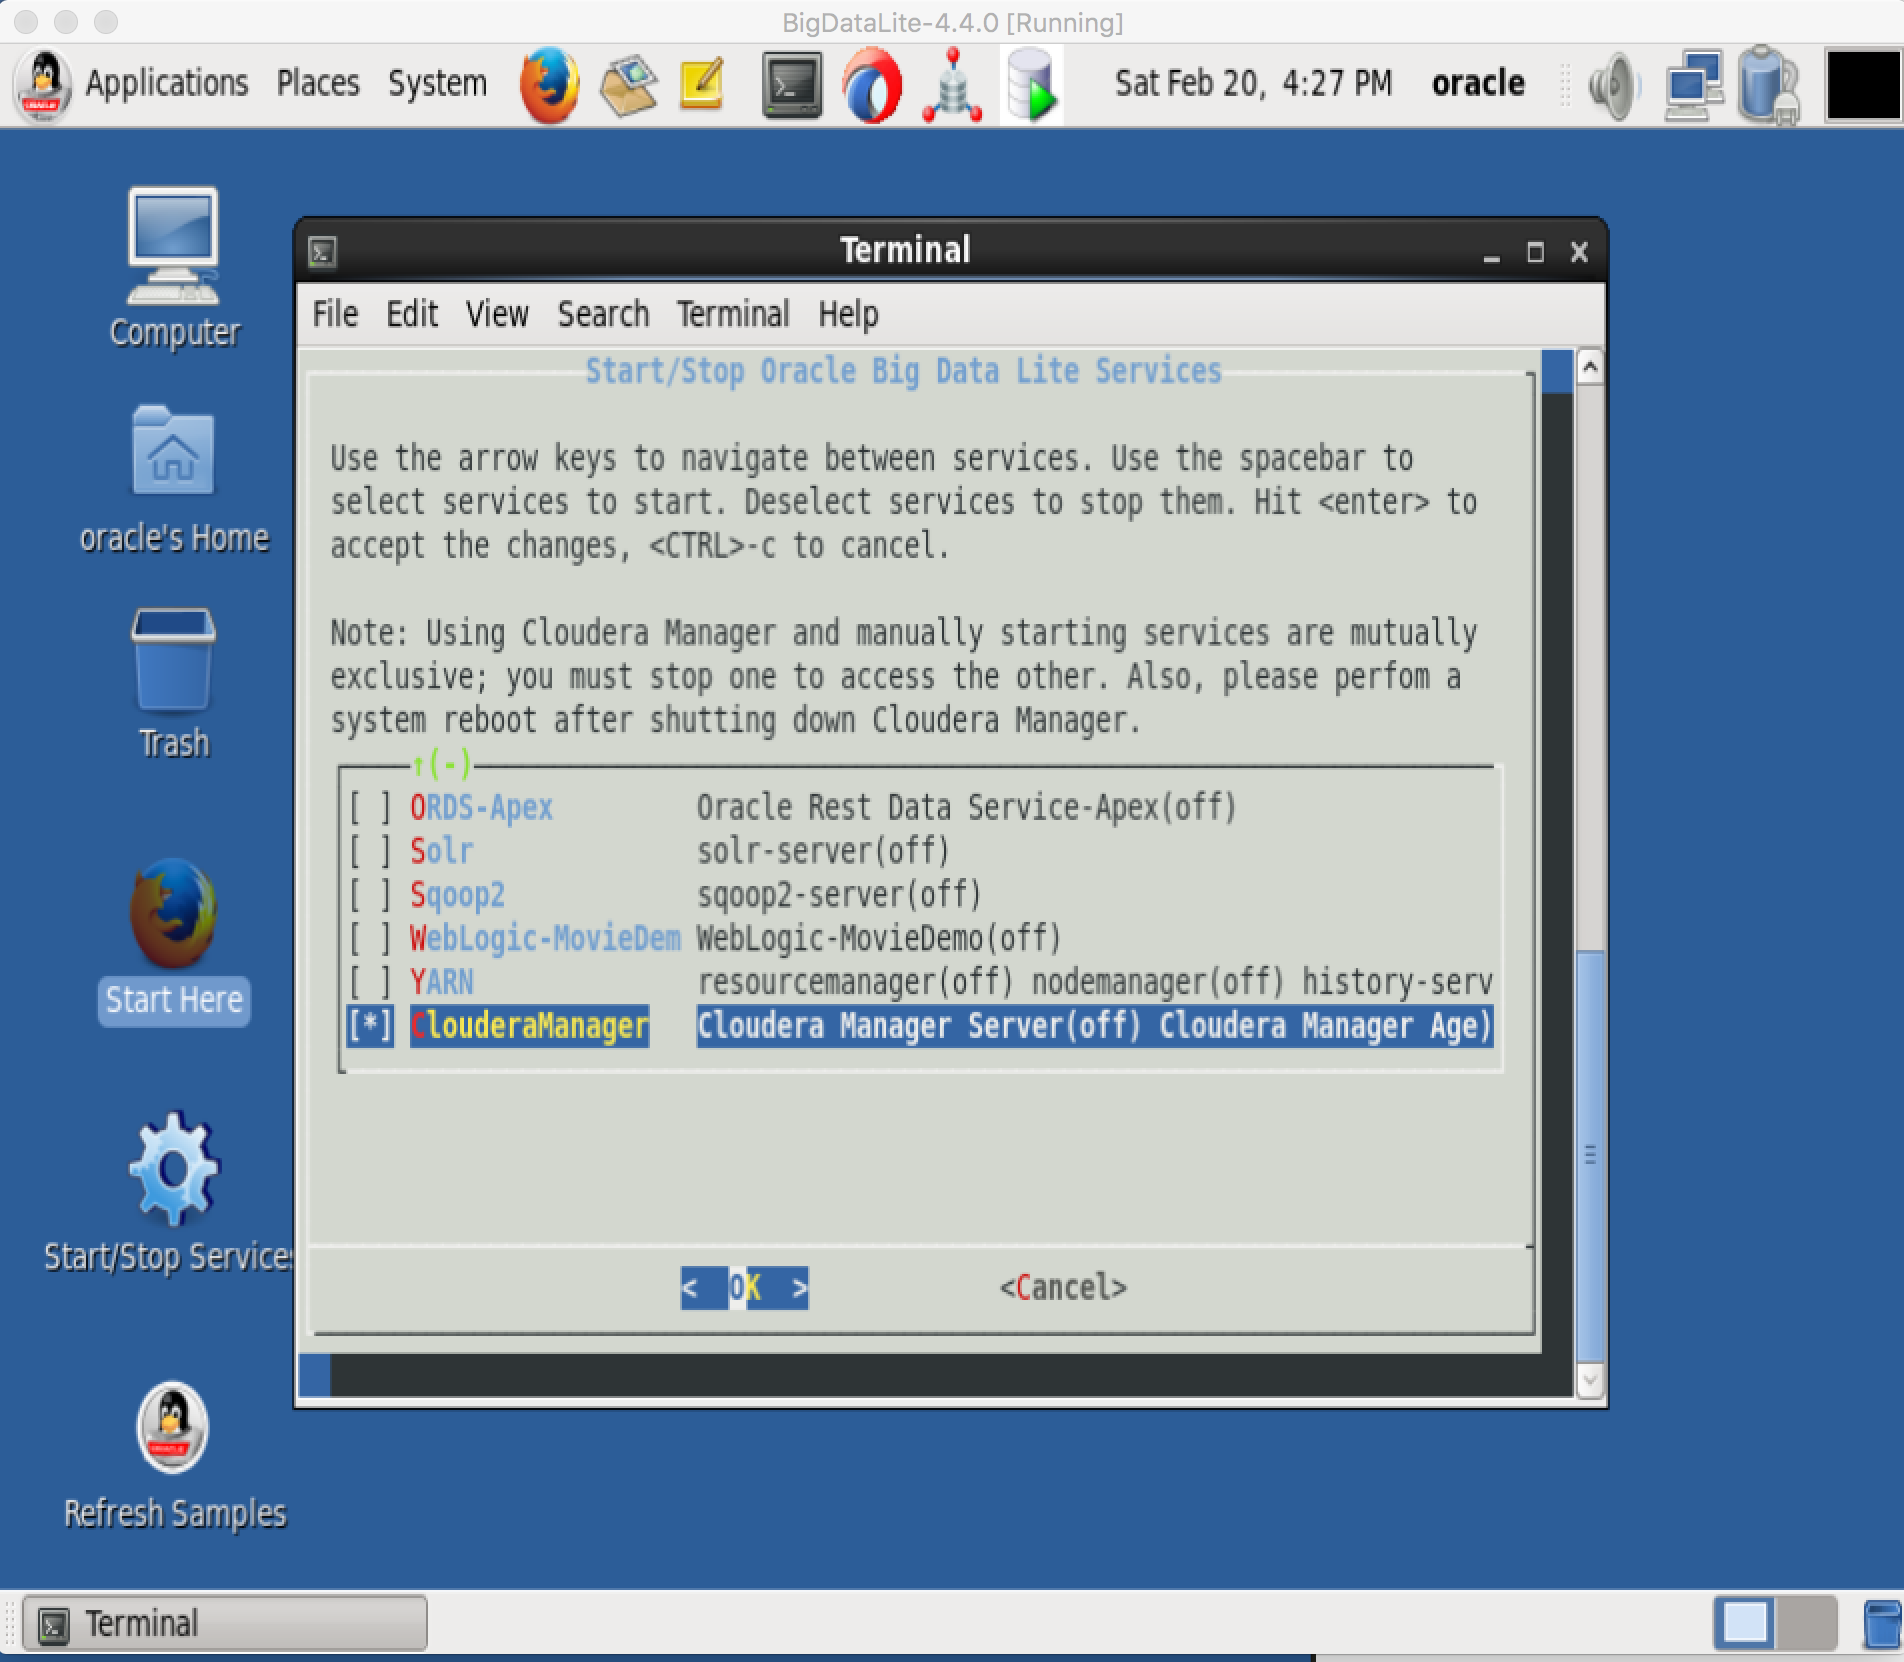 BigDataLite-4.4.0 [Running]
Applications Places System Sat Feb 20, 4:27 PM oracle
Computer
oracle's Home
Trash
Start Here
Start/Stop Services
Refresh Samples
Terminal
File Edit View Search Terminal Help
Start/Stop Oracle Big Data Lite Services
Use the arrow keys to navigate between services. Use the spacebar to
select services to start. Deselect services to stop them. Hit <enter> to
accept the changes, <CTRL>-c to cancel.
Note: Using Cloudera Manager and manually starting services are mutually
exclusive; you must stop one to access the other. Also, please perfom a
system reboot after shutting down Cloudera Manager.
↑(-)
[ ] ORDS-Apex Oracle Rest Data Service-Apex(off)
[ ] Solr solr-server(off)
[ ] Sqoop2 sqoop2-server(off)
[ ] WebLogic-MovieDem WebLogic-MovieDemo(off)
[ ] YARN resourcemanager(off) nodemanager(off) history-serv
[*] ClouderaManager Cloudera Manager Server(off) Cloudera Manager Age)
< OK > <Cancel>
Terminal